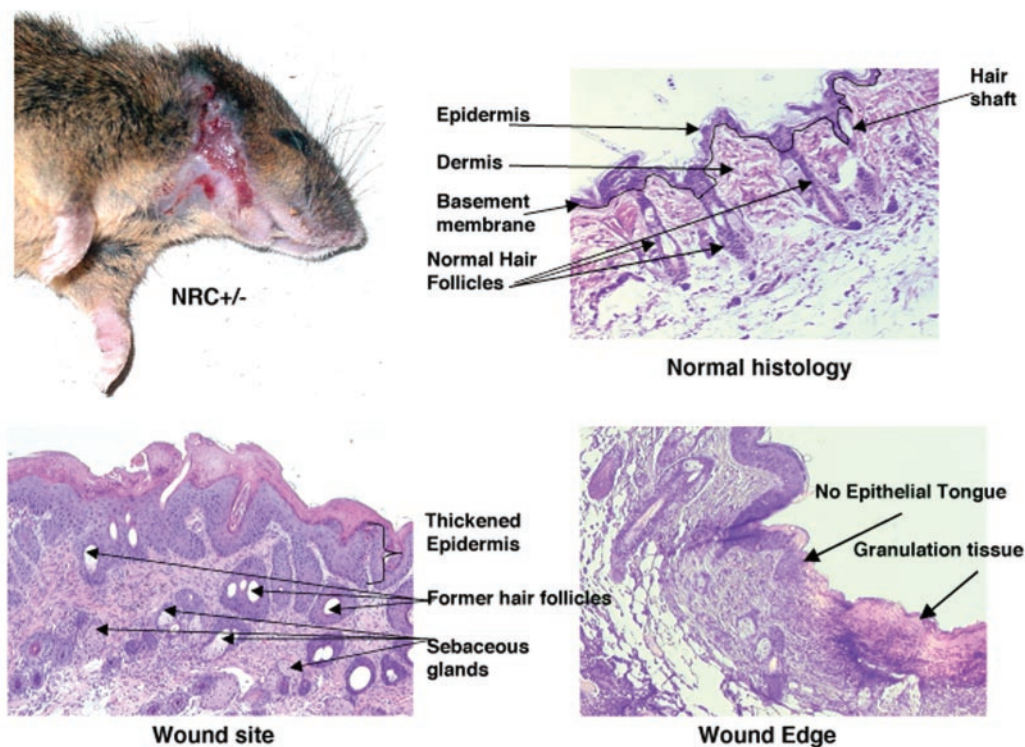 NRC+/-
Epidermis
Dermis
Basement
membrane
Normal Hair
Follicles
Hair
shaft
Normal histology
Thickened
Epidermis
Former hair follicles
Sebaceous
glands
Wound site
No Epithelial Tongue
Granulation tissue
Wound Edge